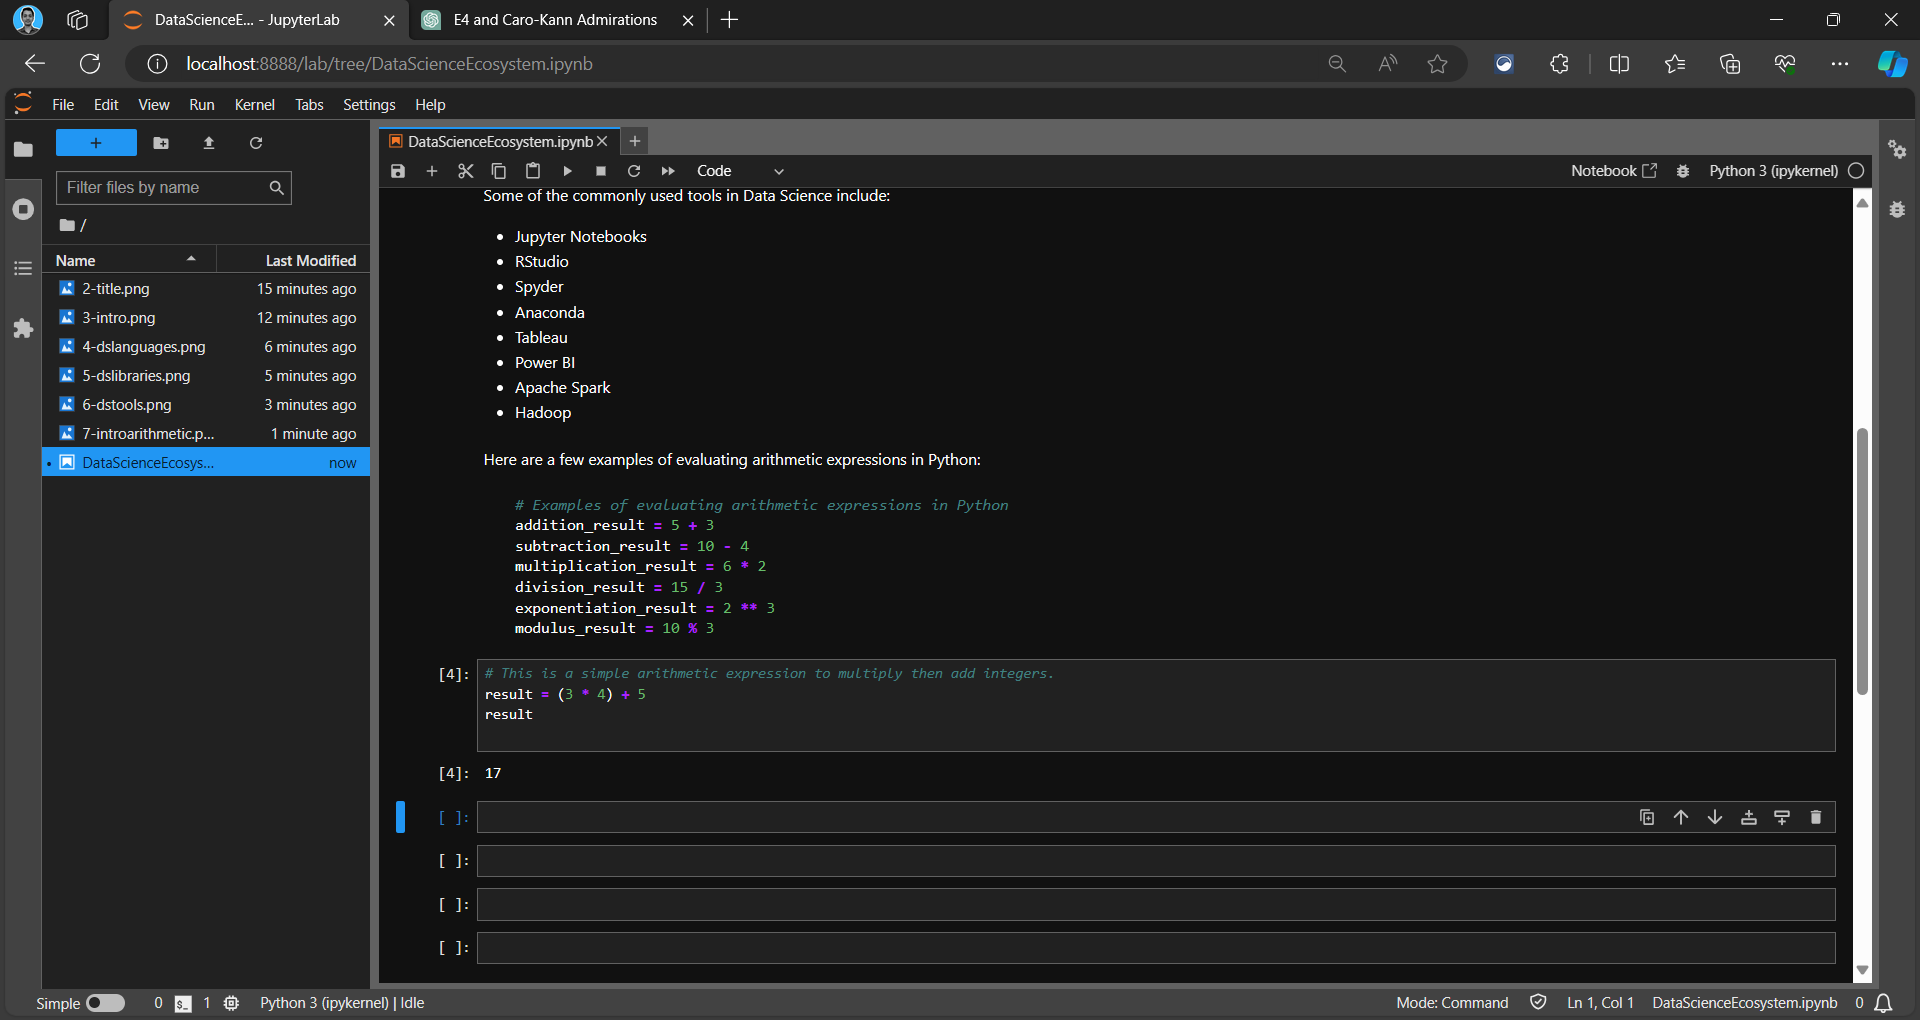 DataScienceE... - JupyterLab
E4 and Caro-Kann Admirations
localhost:8888/lab/tree/DataScienceEcosystem.ipynb
File Edit View Run Kernel Tabs Settings Help
Filter files by name
/
Name Last Modified
2-title.png 15 minutes ago
3-intro.png 12 minutes ago
4-dslanguages.png 6 minutes ago
5-dslibraries.png 5 minutes ago
6-dstools.png 3 minutes ago
7-introarithmetic.p... 1 minute ago
DataScienceEcosys... now
DataScienceEcosystem.ipynb
Code
Notebook
Python 3 (ipykernel)
Some of the commonly used tools in Data Science include:
• Jupyter Notebooks
• RStudio
• Spyder
• Anaconda
• Tableau
• Power BI
• Apache Spark
• Hadoop
Here are a few examples of evaluating arithmetic expressions in Python:
# Examples of evaluating arithmetic expressions in Python
addition_result = 5 + 3
subtraction_result = 10 - 4
multiplication_result = 6 * 2
division_result = 15 / 3
exponentiation_result = 2 ** 3
modulus_result = 10 % 3
[4]: # This is a simple arithmetic expression to multiply then add integers.
result = (3 * 4) + 5
result
[4]: 17
[ ]:
[ ]:
[ ]:
[ ]:
Simple 0 1 Python 3 (ipykernel) | Idle
Mode: Command Ln 1, Col 1 DataScienceEcosystem.ipynb 0